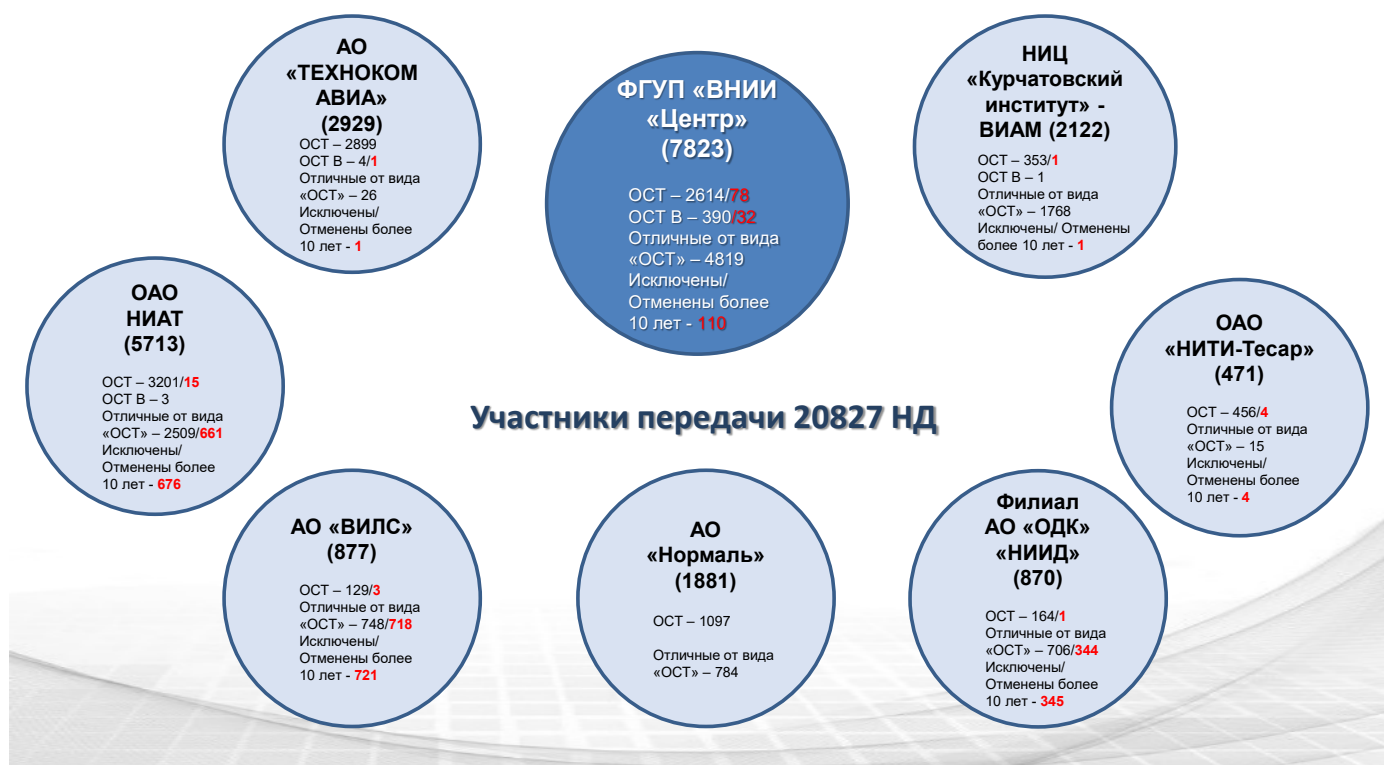 АО
«ТЕХНОКОМ
АВИА»
(2929)
ОСТ – 2899
ОСТ В – 4/1
Отличные от вида
«ОСТ» – 26
Исключены/
Отменены более
10 лет - 1
ФГУП «ВНИИ
«Центр»
(7823)
ОСТ – 2614/78
ОСТ В – 390/32
Отличные от вида
«ОСТ» – 4819
Исключены/
Отменены более
10 лет - 110
НИЦ
«Курчатовский
институт» -
ВИАМ (2122)
ОСТ – 353/1
ОСТ В – 1
Отличные от вида
«ОСТ» – 1768
Исключены/ Отменены
более 10 лет - 1
ОАО
НИАТ
(5713)
ОСТ – 3201/15
ОСТ В – 3
Отличные от вида
«ОСТ» – 2509/661
Исключены/
Отменены более
10 лет - 676
ОАО
«НИТИ-Тесар»
(471)
ОСТ – 456/4
Отличные от вида
«ОСТ» – 15
Исключены/
Отменены более
10 лет - 4
Участники передачи 20827 НД
АО «ВИЛС»
(877)
ОСТ – 129/3
Отличные от вида
«ОСТ» – 748/718
Исключены/
Отменены более
10 лет - 721
АО
«Нормаль»
(1881)
ОСТ – 1097
Отличные от вида
«ОСТ» – 784
Филиал
АО «ОДК»
«НИИД»
(870)
ОСТ – 164/1
Отличные от вида
«ОСТ» – 706/344
Исключены/
Отменены более
10 лет - 345